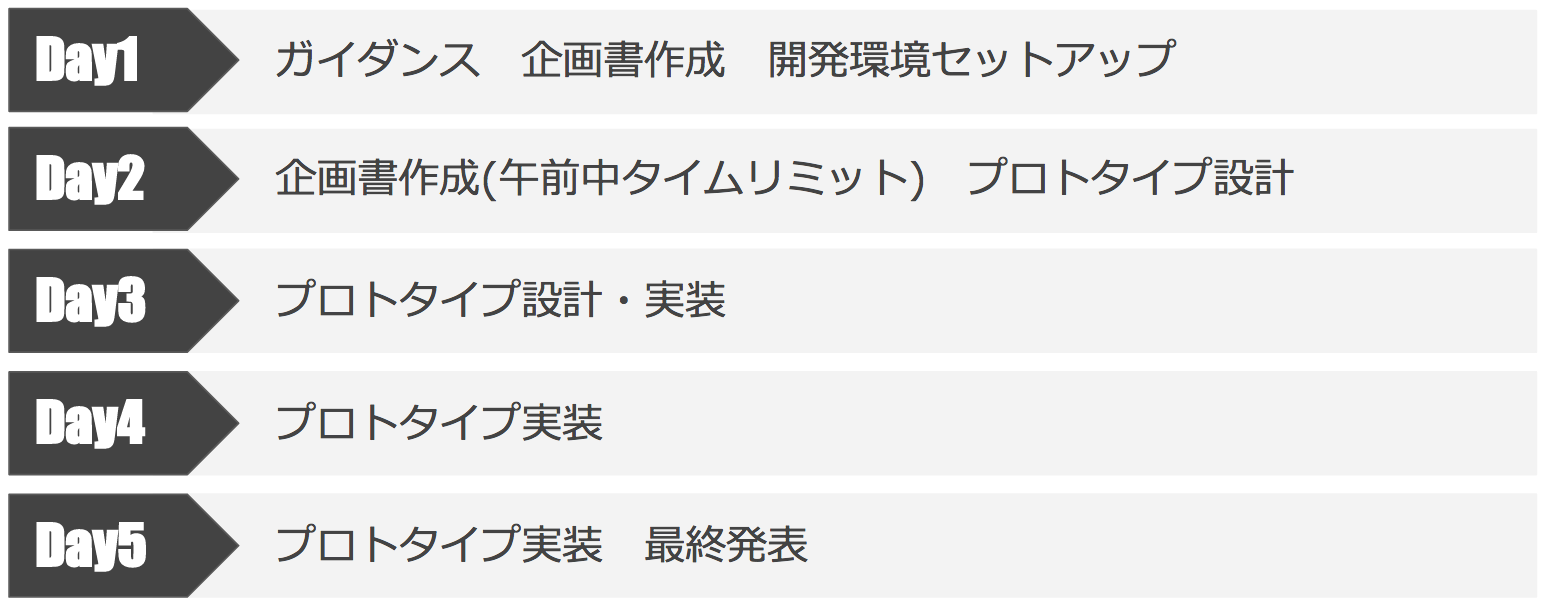 Day1 ガイダンス　企画書作成　開発環境セットアップ
Day2 企画書作成(午前中タイムリミット)　プロトタイプ設計
Day3 プロトタイプ設計・実装
Day4 プロトタイプ実装
Day5 プロトタイプ実装　最終発表